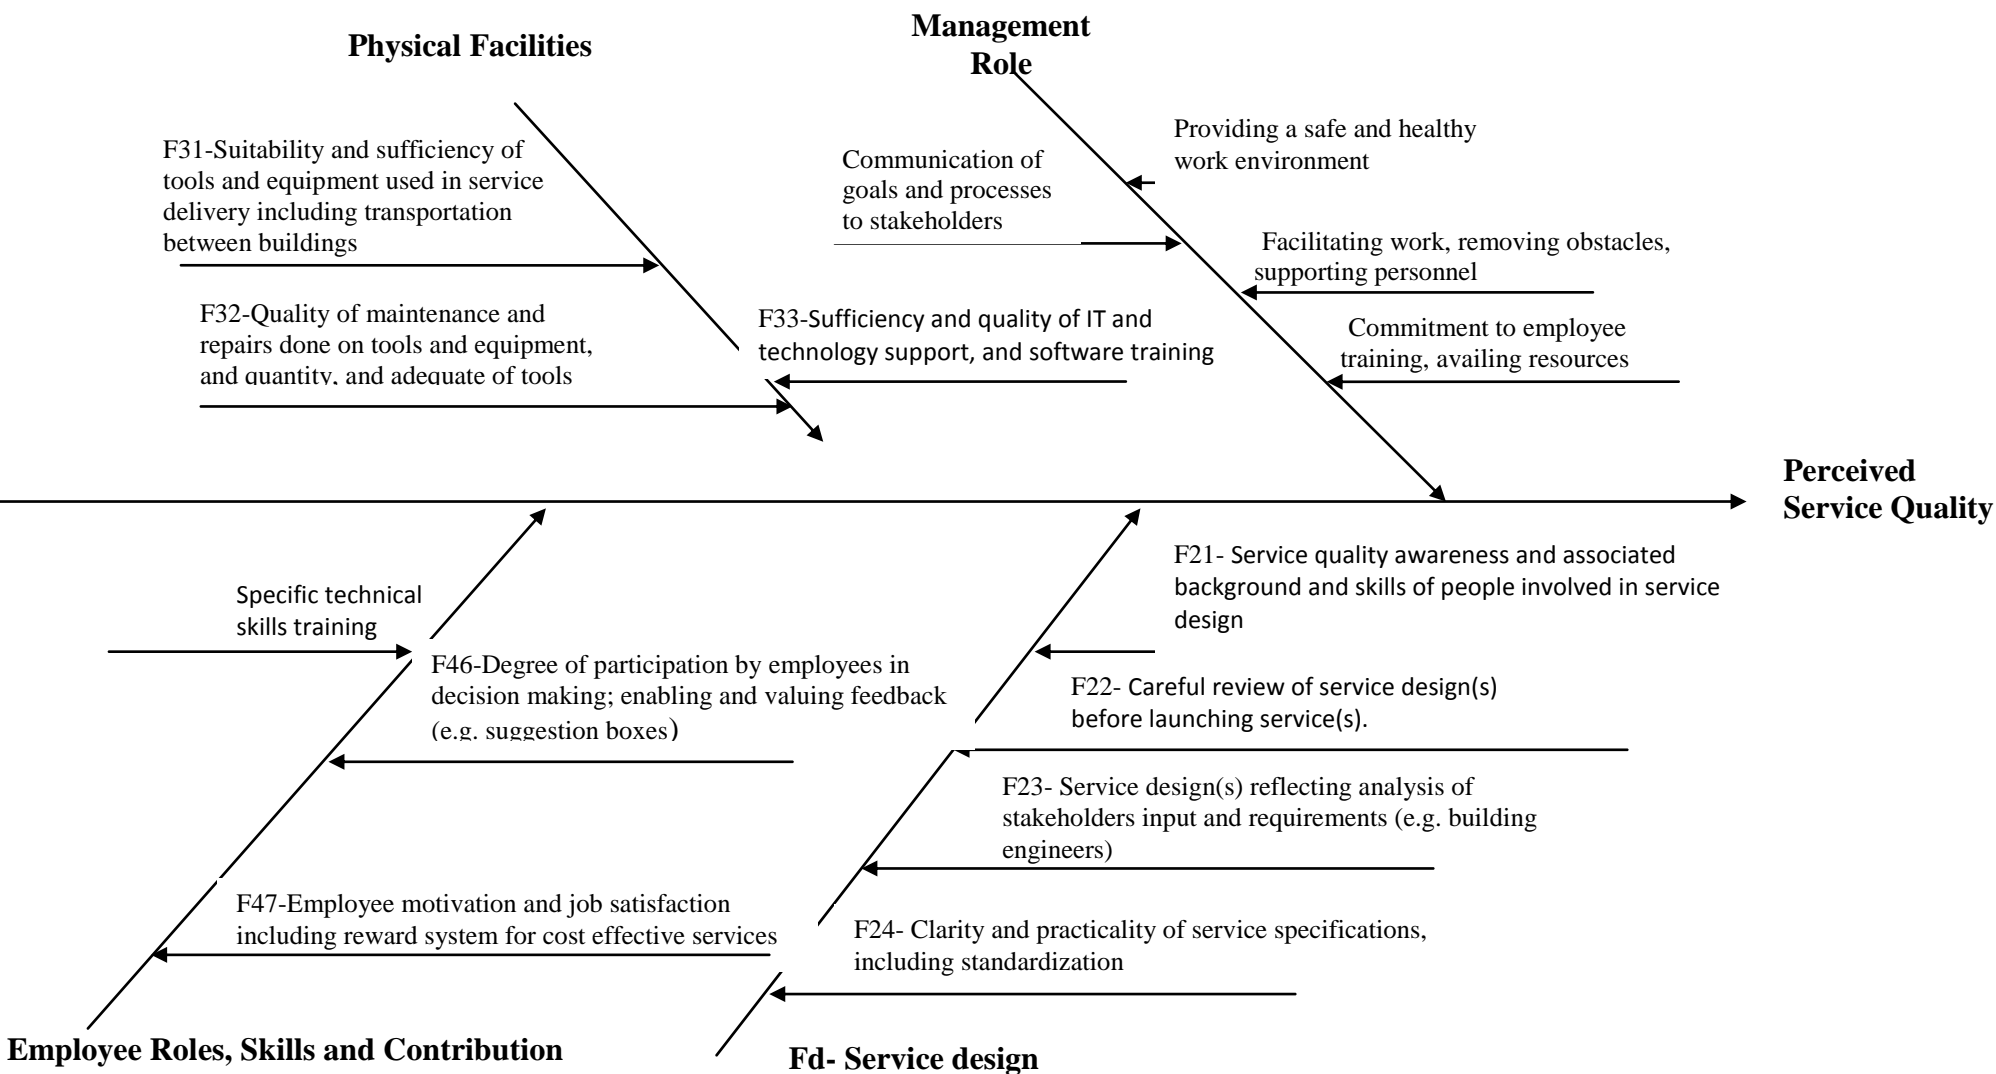 Physical Facilities
Management
Role
F31-Suitability and sufficiency of
tools and equipment used in service
delivery including transportation
between buildings
Communication of
goals and processes
to stakeholders
Providing a safe and healthy
work environment
Facilitating work, removing obstacles,
supporting personnel
F32-Quality of maintenance and
repairs done on tools and equipment,
and quantity, and adequate of tools
F33-Sufficiency and quality of IT and
technology support, and software training
Commitment to employee
training, availing resources
Perceived
Service Quality
Specific technical
skills training
F21- Service quality awareness and associated
background and skills of people involved in service
design
F46-Degree of participation by employees in
decision making; enabling and valuing feedback
(e.g. suggestion boxes)
F22- Careful review of service design(s)
before launching service(s).
F23- Service design(s) reflecting analysis of
stakeholders input and requirements (e.g. building
engineers)
F47-Employee motivation and job satisfaction
including reward system for cost effective services
F24- Clarity and practicality of service specifications,
including standardization
Employee Roles, Skills and Contribution
Fd- Service design